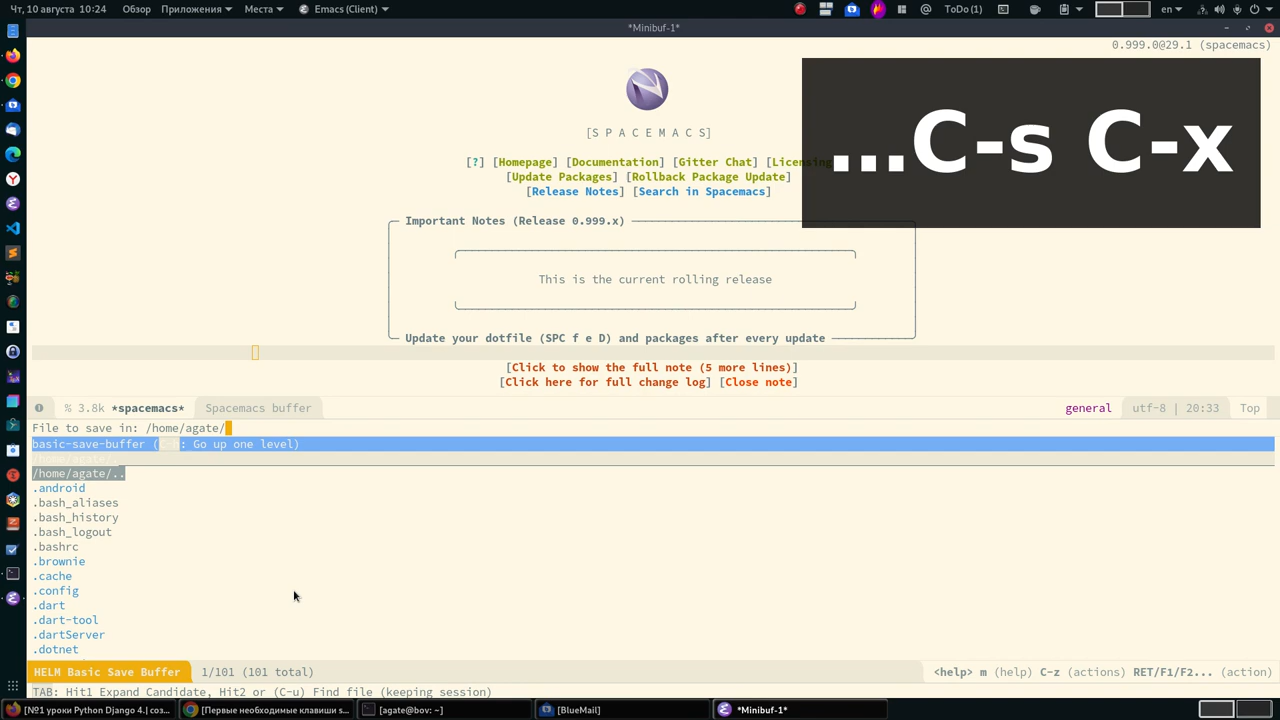 Чт, 10 августа 10:24 Обзор Приложения Места Emacs (Client) ToDo (1) en
*Minibuf-1*
0.999.0@29.1 (spacemacs)
...C-s C-x
[S P A C E M A C S]
[?] [Homepage] [Documentation] [Gitter Chat] [Licensing
[Update Packages] [Rollback Package Update]
[Release Notes] [Search in Spacemacs]
Important Notes (Release 0.999.x)
This is the current rolling release
Update your dotfile (SPC f e D) and packages after every update
[Click to show the full note (5 more lines)]
[Click here for full change log] [Close note]
% 3.8k *spacemacs* Spacemacs buffer general utf-8 | 20:33 Top
File to save in: /home/agate/
basic-save-buffer (C-h: Go up one level)
/home/agate/.
/home/agate/..
.android
.bash_aliases
.bash_history
.bash_logout
.bashrc
.brownie
.cache
.config
.dart
.dart-tool
.dartServer
.dotnet
HELM Basic Save Buffer 1/101 (101 total) <help> m (help) C-z (actions) RET/F1/F2... (action)
TAB: Hit1 Expand Candidate, Hit2 or (C-u) Find file (keeping session)
[№1 уроки Python Django 4.| соз... [Первые необходимые клавиши s... [agate@bov: ~] [BlueMail] *Minibuf-1*